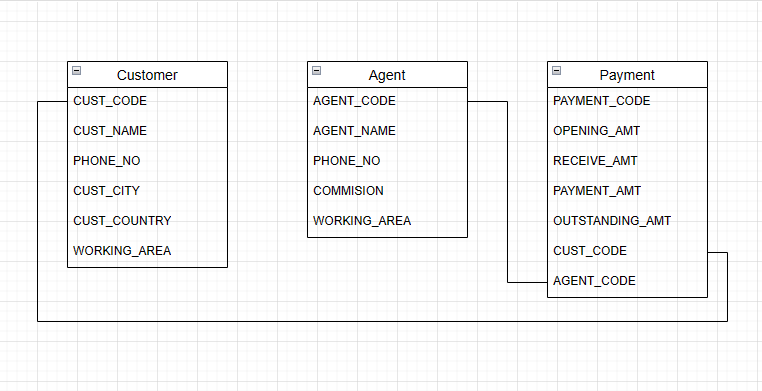 Customer
CUST_CODE
CUST_NAME
PHONE_NO
CUST_CITY
CUST_COUNTRY
WORKING_AREA
Agent
AGENT_CODE
AGENT_NAME
PHONE_NO
COMMISION
WORKING_AREA
Payment
PAYMENT_CODE
OPENING_AMT
RECEIVE_AMT
PAYMENT_AMT
OUTSTANDING_AMT
CUST_CODE
AGENT_CODE